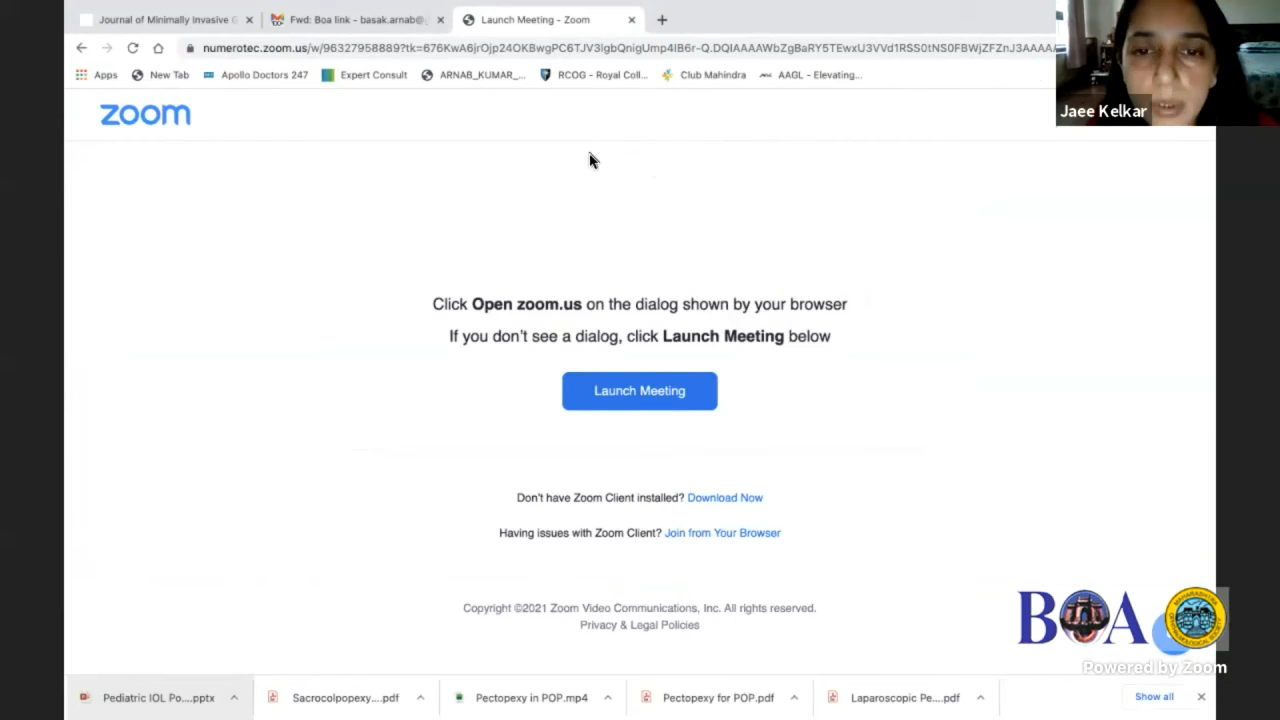 Journal of Minimally Invasive G
Fwd: Boa link - basak.arnab@g
Launch Meeting - Zoom
numerotec.zoom.us/w/96327958889?tk=676KwA6jrOjp24OKBwgPC6TJV3lgbQnigUmp4lB6r-Q.DQIAAAAWbZgBaRY5TEwxU3VVd1RSS0tNS0FBWjZFZnJ3AAAAA
Apps
New Tab
Apollo Doctors 247
Expert Consult
ARNAB_KUMAR_...
RCOG - Royal Coll...
Club Mahindra
AAGL - Elevating...
Jaee Kelkar
zoom
Click Open zoom.us on the dialog shown by your browser
If you don't see a dialog, click Launch Meeting below
Launch Meeting
Don't have Zoom Client installed? Download Now
Having issues with Zoom Client? Join from Your Browser
Copyright ©2021 Zoom Video Communications, Inc. All rights reserved.
Privacy & Legal Policies
BOA
Powered by Zoom
Pediatric IOL Po....pptx
Sacrocolpopexy....pdf
Pectopexy in POP.mp4
Pectopexy for POP.pdf
Laparoscopic Pe....pdf
Show all